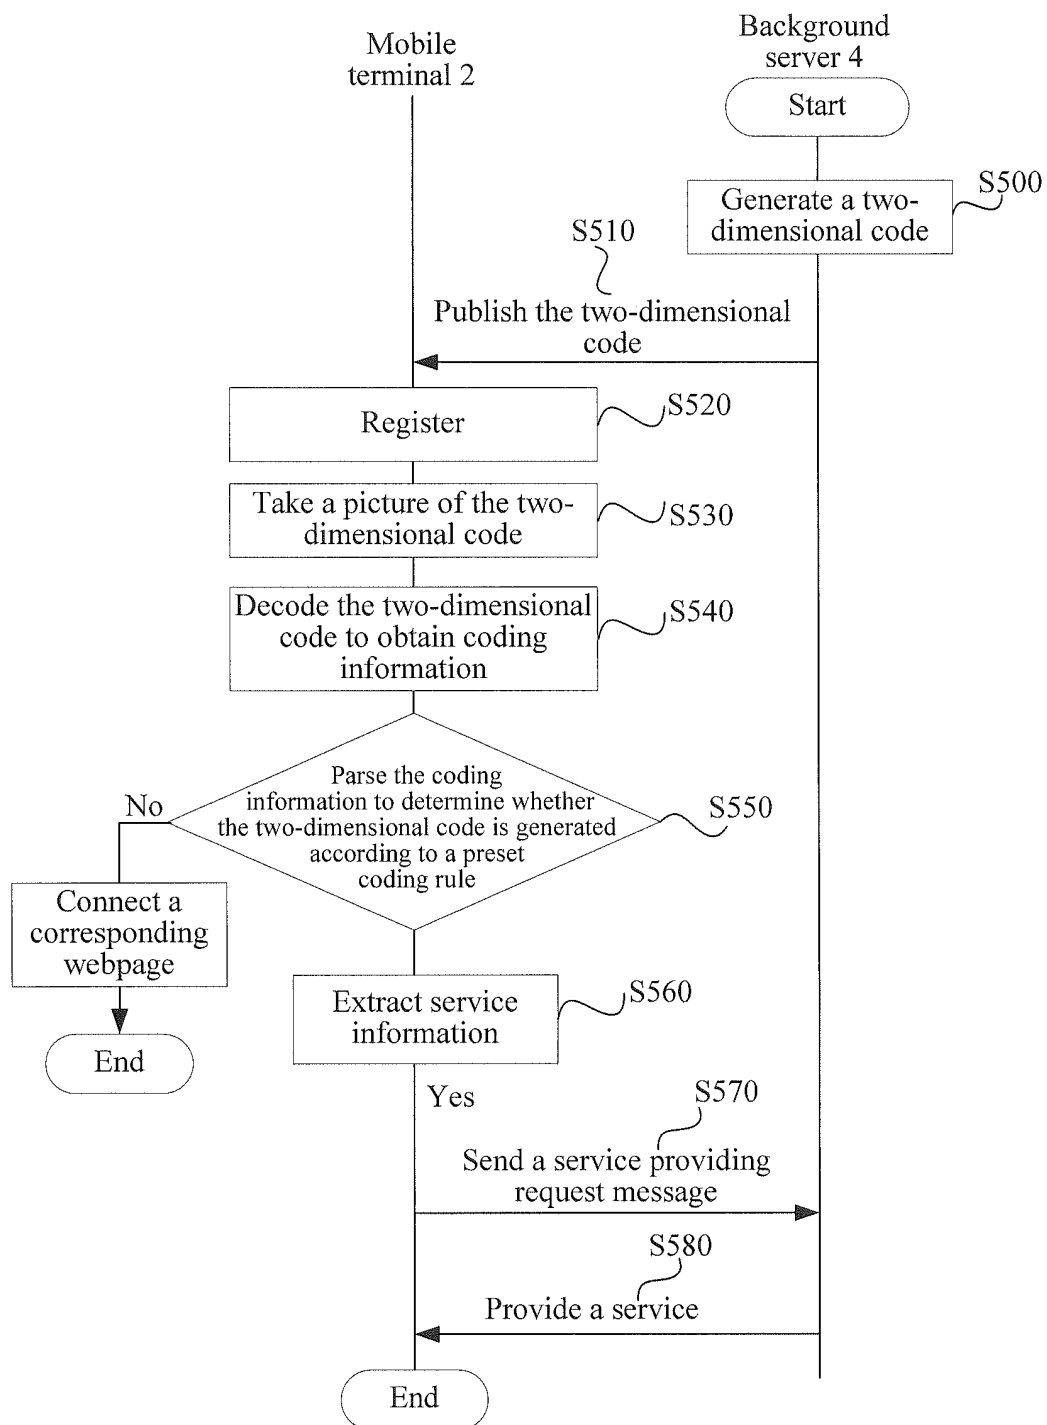 Mobile
terminal 2
Background
server 4
Start
Generate a two-
dimensional code
S500
S510
Publish the two-dimensional
code
Register
S520
Take a picture of the two-
dimensional code
S530
Decode the two-dimensional
code to obtain coding
information
S540
Parse the coding
information to determine whether
the two-dimensional code is generated
according to a preset
coding rule
S550
No
Connect a
corresponding
webpage
End
Extract service
information
S560
Yes
S570
Send a service providing
request message
S580
Provide a service
End